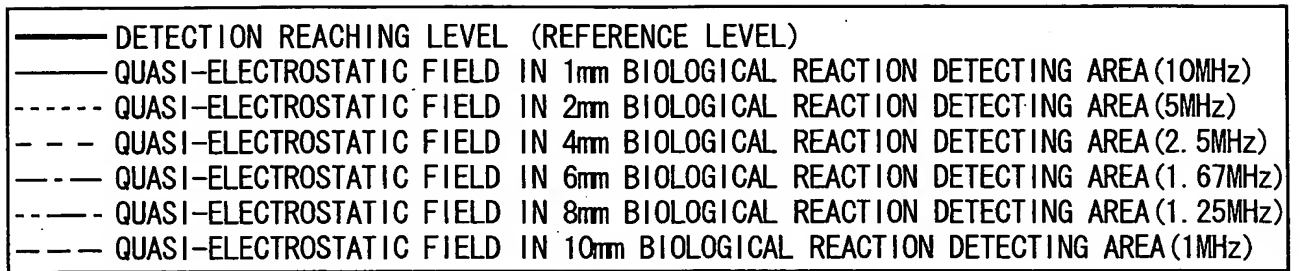 DETECTION REACHING LEVEL (REFERENCE LEVEL)
QUASI-ELECTROSTATIC FIELD IN 1mm BIOLOGICAL REACTION DETECTING AREA(10MHz)
QUASI-ELECTROSTATIC FIELD IN 2mm BIOLOGICAL REACTION DETECTING AREA(5MHz)
QUASI-ELECTROSTATIC FIELD IN 4mm BIOLOGICAL REACTION DETECTING AREA(2.5MHz)
QUASI-ELECTROSTATIC FIELD IN 6mm BIOLOGICAL REACTION DETECTING AREA(1.67MHz)
QUASI-ELECTROSTATIC FIELD IN 8mm BIOLOGICAL REACTION DETECTING AREA(1.25MHz)
QUASI-ELECTROSTATIC FIELD IN 10mm BIOLOGICAL REACTION DETECTING AREA(1MHz)